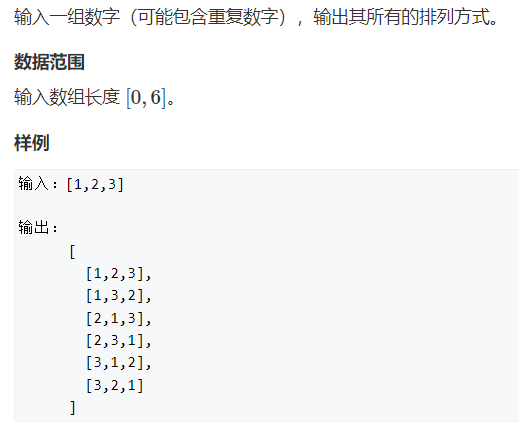 输入一组数字（可能包含重复数字），输出其所有的排列方式。
数据范围
输入数组长度 [0,6]。
样例
输入：[1,2,3]
输出：
[
[1,2,3],
[1,3,2],
[2,1,3],
[2,3,1],
[3,1,2],
[3,2,1]
]